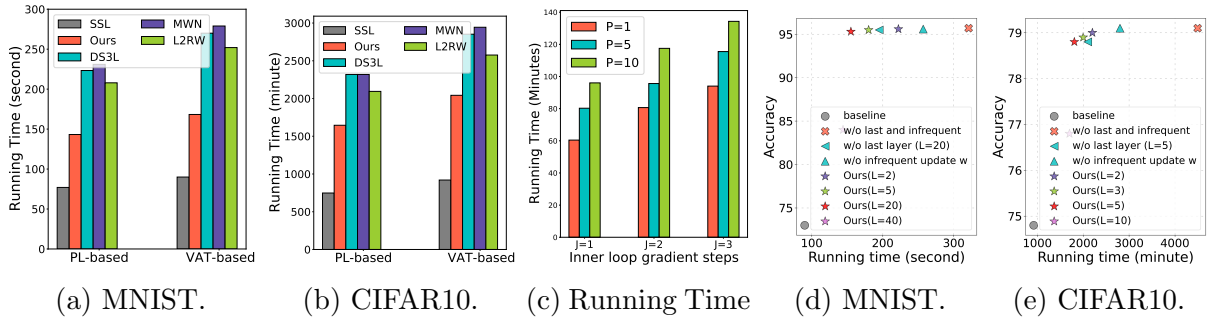 300
250
200
150
100
50
0
Running Time (second)
SSL
Ours
DS3L
MWN
L2RW
PL-based
VAT-based
(a) MNIST.
3000
2500
2000
1500
1000
500
0
Running Time (minute)
SSL
Ours
DS3L
MWN
L2RW
PL-based
VAT-based
(b) CIFAR10.
140
120
100
80
60
40
20
0
Running Time (Minutes)
P=1
P=5
P=10
J=1
J=2
J=3
Inner loop gradient steps
(c) Running Time
95
90
85
80
75
Accuracy
baseline
w/o last and infrequent
w/o last layer (L=20)
w/o infrequent update w
Ours(L=2)
Ours(L=5)
Ours(L=20)
Ours(L=40)
100
200
300
Running time (second)
(d) MNIST.
79
78
77
76
75
Accuracy
baseline
w/o last and infrequent
w/o last layer (L=5)
w/o infrequent update w
Ours(L=2)
Ours(L=3)
Ours(L=5)
Ours(L=10)
1000
2000
3000
4000
Running time (minute)
(e) CIFAR10.